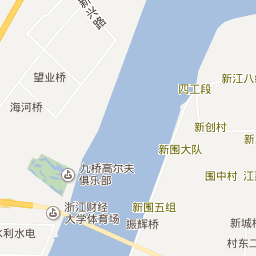 新兴路
望业桥
新江八组
四工段
海河桥
新创村
新围大队
九桥高尔夫
俱乐部
围中村
江
新围五组
浙江财经
大学体育场
振辉桥
新城
水利水电
村东二